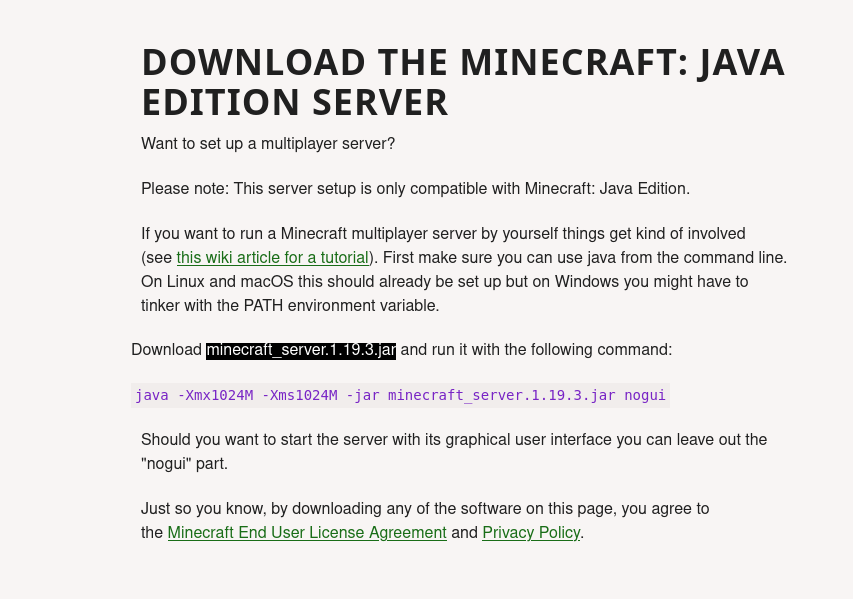 DOWNLOAD THE MINECRAFT: JAVA
EDITION SERVER
Want to set up a multiplayer server?
Please note: This server setup is only compatible with Minecraft: Java Edition.
If you want to run a Minecraft multiplayer server by yourself things get kind of involved
(see this wiki article for a tutorial). First make sure you can use java from the command line.
On Linux and macOS this should already be set up but on Windows you might have to
tinker with the PATH environment variable.
Download minecraft_server.1.19.3.jar and run it with the following command:
java -Xmx1024M -Xms1024M -jar minecraft_server.1.19.3.jar nogui
Should you want to start the server with its graphical user interface you can leave out the
"nogui" part.
Just so you know, by downloading any of the software on this page, you agree to
the Minecraft End User License Agreement and Privacy Policy.